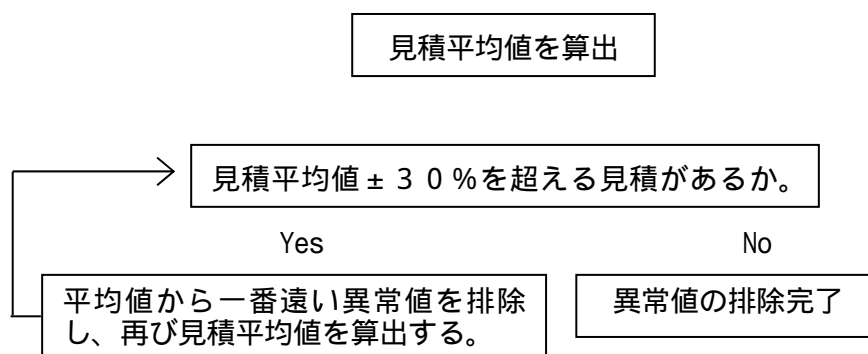 見積平均値を算出
見積平均値±３０％を超える見積があるか。
Yes
No
平均値から一番遠い異常値を排除
し、再び見積平均値を算出する。
異常値の排除完了